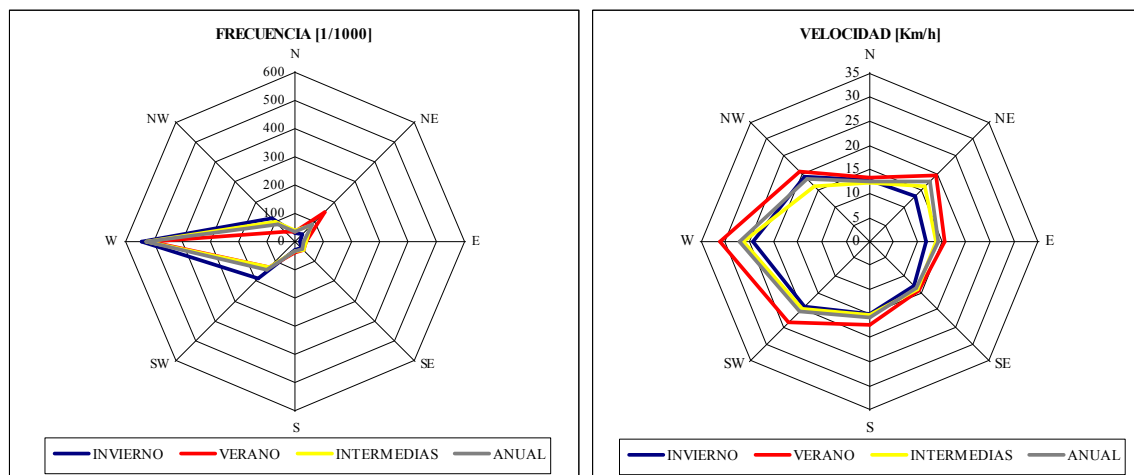 FRECUENCIA [1/1000]
N
600
500
400
300
200
100
0
NW
NE
W
E
SW
SE
S
INVIERNO VERANO INTERMEDIAS ANUAL
VELOCIDAD [Km/h]
N
35
30
25
20
15
10
5
0
NW
NE
W
E
SW
SE
S
INVIERNO VERANO INTERMEDIAS ANUAL